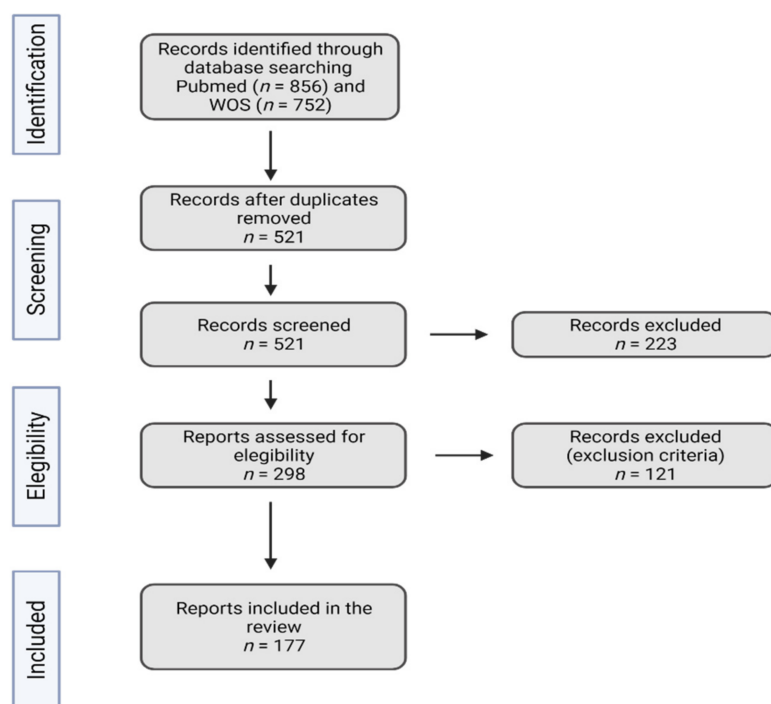 Identification
Records identified through
database searching
Pubmed (n = 856) and
WOS (n = 752)
Screening
Records after duplicates
removed
n = 521
Records screened
n = 521
Records excluded
n = 223
Elegibility
Reports assessed for
elegibility
n = 298
Records excluded
(exclusion criteria)
n = 121
Included
Reports included in the
review
n = 177